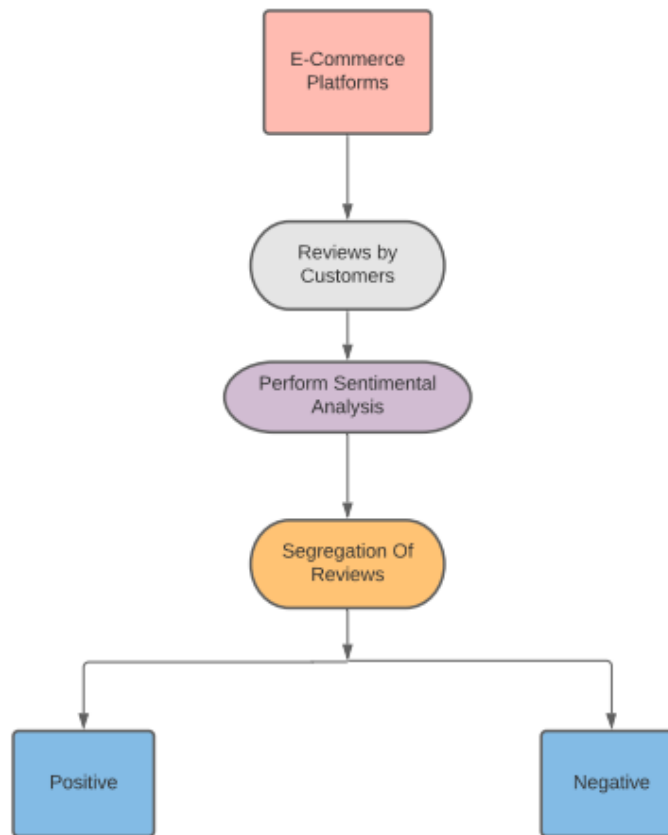 E-Commerce
Platforms
Reviews by
Customers
Perform Sentimental
Analysis
Segregation Of
Reviews
Positive
Negative